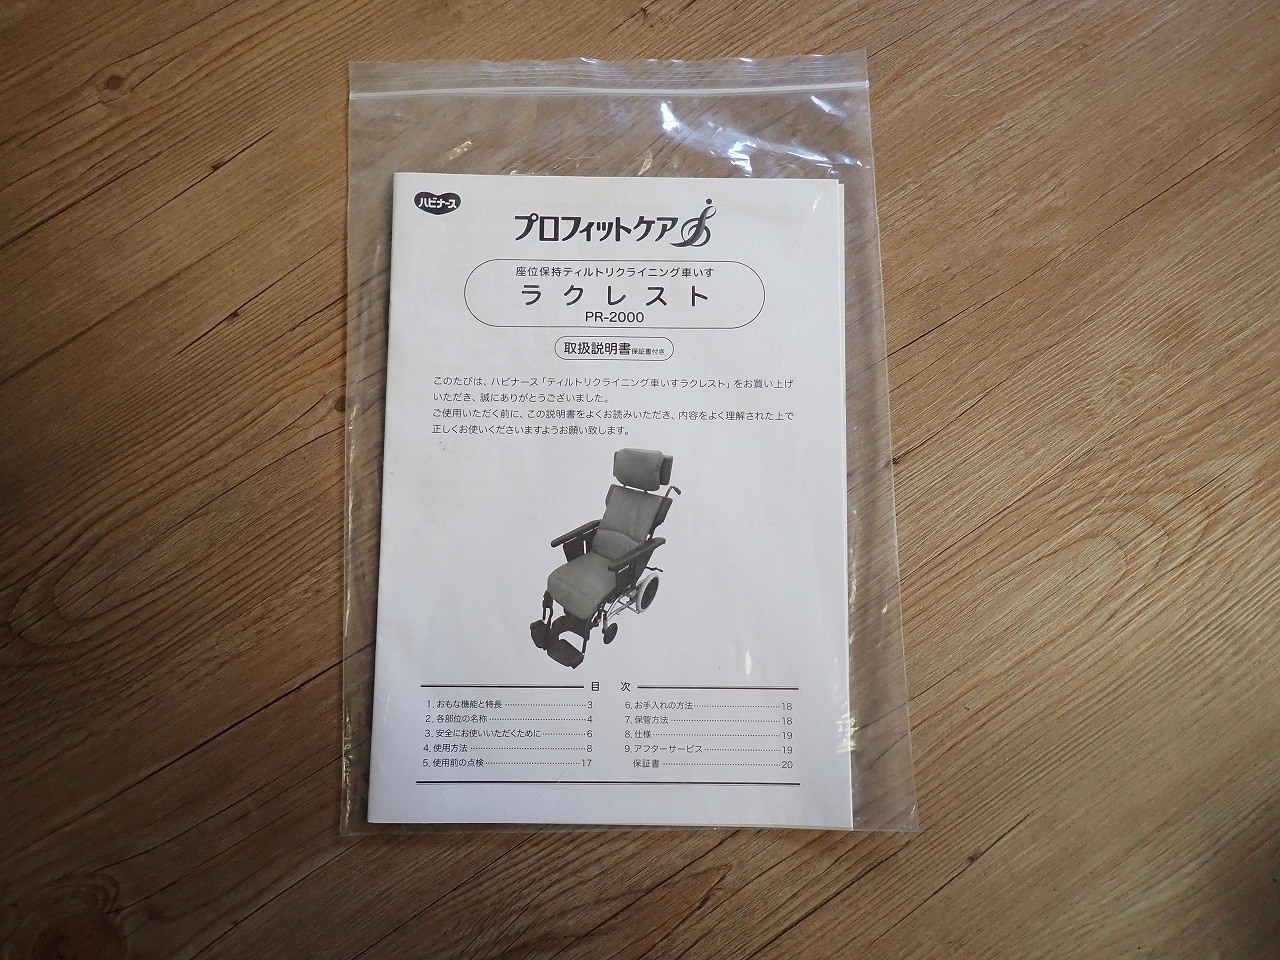 ハビナース
プロフィットケア
座位保持ティルトリクライニング車いす
ラクレスト
PR-2000
取扱説明書 保証書付き
このたびは、ハビナース「ティルトリクライニング車いすラクレスト」をお買い上げ
いただき、誠にありがとうございました。
ご使用いただく前に、この説明書をよくお読みいただき、内容をよく理解された上で
正しくお使いくださいますようお願い致します。
目 次
1. おもな機能と特長 …… 3
2. 各部位の名称 …… 4
3. 安全にお使いいただくために …… 6
4. 使用方法 …… 8
5. 使用前の点検 …… 17
6. お手入れの方法 …… 18
7. 保管方法 …… 18
8. 仕様 …… 19
9. アフターサービス …… 19
保証書 …… 20